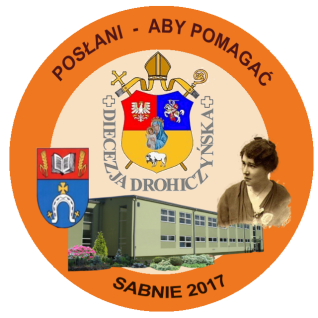 POSŁANI - ABY POMAGAĆ
DIECEZJA DROHICZYŃSKA
SABNIE 2017